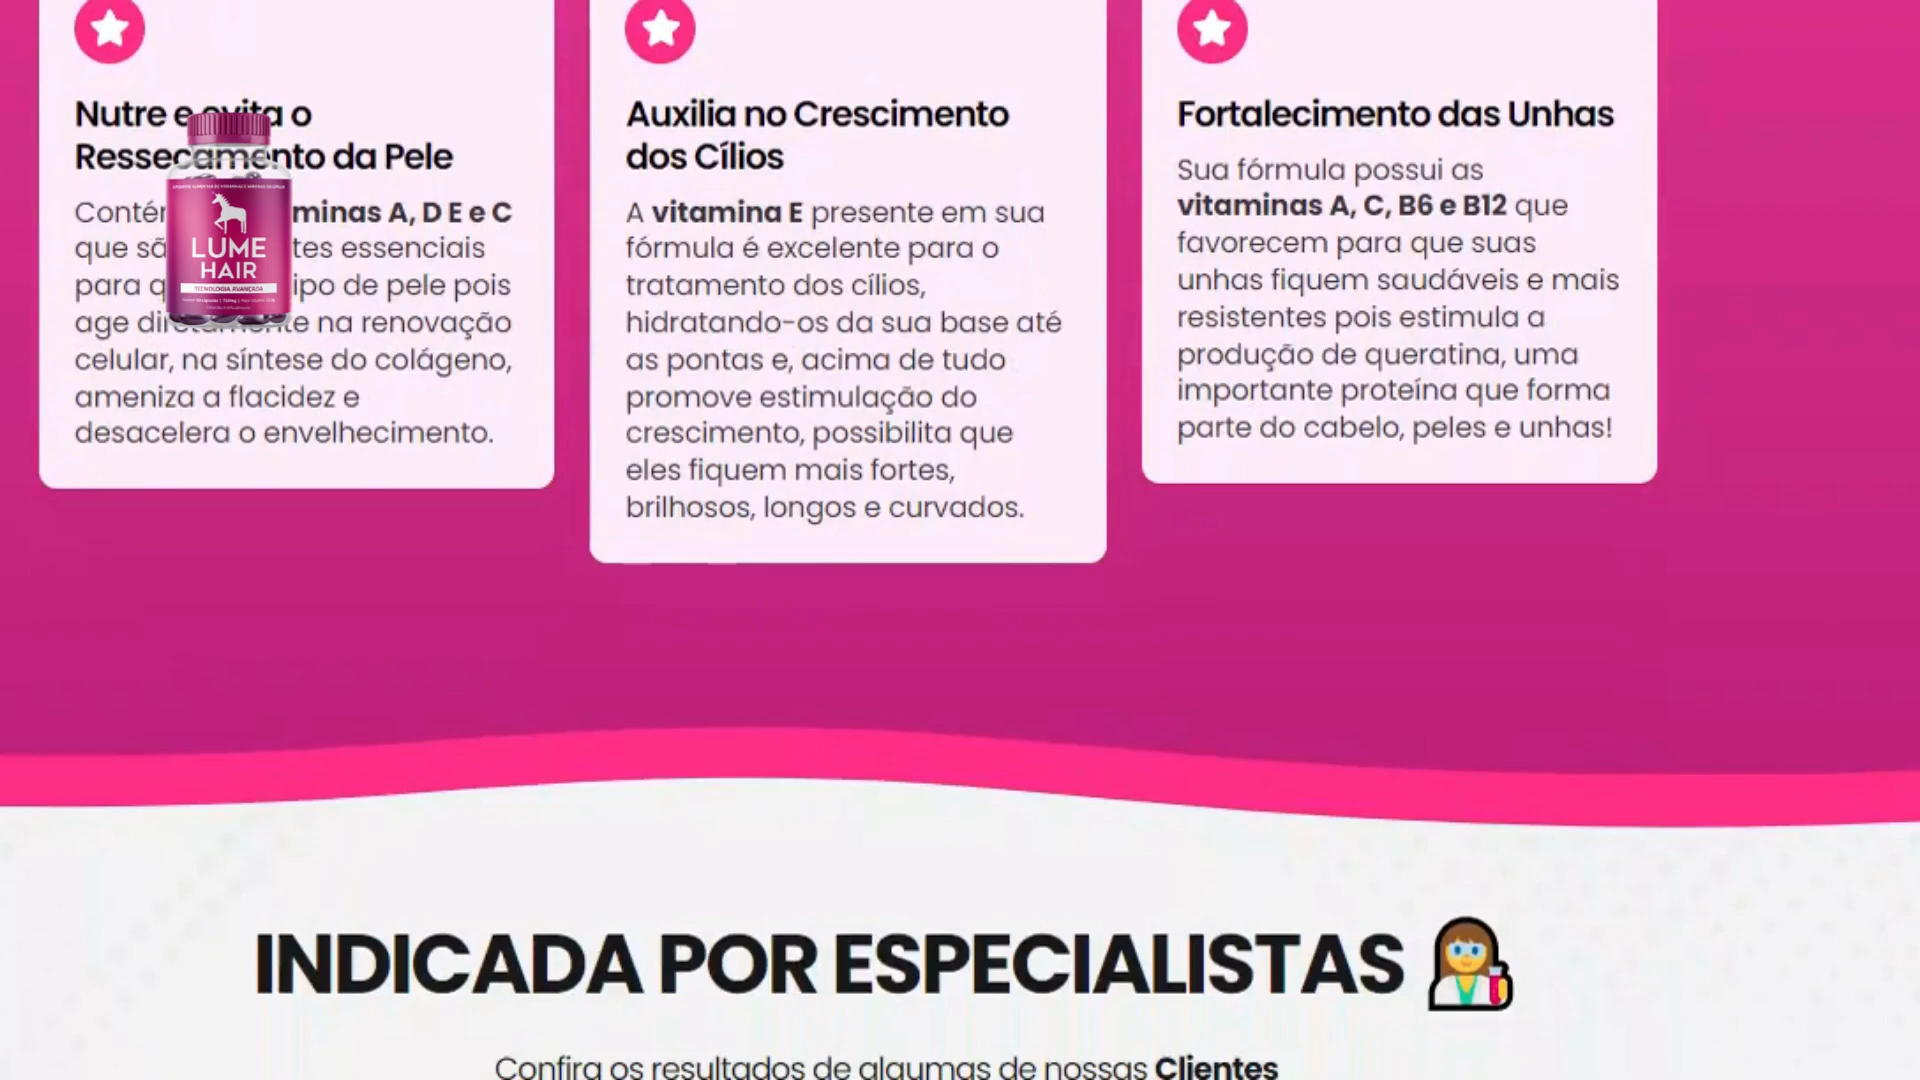 Nutre e evita o
Ressecamento da Pele
minas A, D E e C
que tes essenciais
para ipo de pele pois
age diretamente na renovação
celular, na síntese do colágeno,
ameniza a flacidez e
desacelera o envelhecimento.
LUME
HAIR
TECNOLOGIA AVANÇADA
Auxilia no Crescimento
dos Cílios
A vitamina E presente em sua
fórmula é excelente para o
tratamento dos cílios,
hidratando-os da sua base até
as pontas e, acima de tudo
promove estimulação do
crescimento, possibilita que
eles fiquem mais fortes,
brilhosos, longos e curvados.
Fortalecimento das Unhas
Sua fórmula possui as
vitaminas A, C, B6 e B12 que
favorecem para que suas
unhas fiquem saudáveis e mais
resistentes pois estimula a
produção de queratina, uma
importante proteína que forma
parte do cabelo, peles e unhas!
INDICADA POR ESPECIALISTAS
Confira os resultados de algumas de nossas Clientes